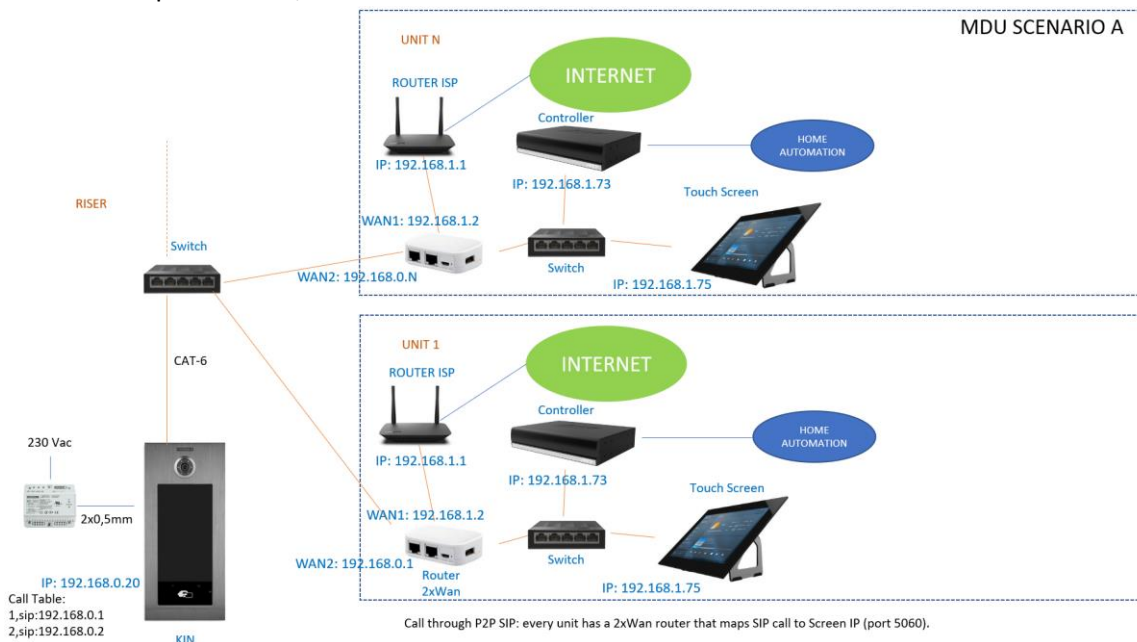 MDU SCENARIO A
UNIT N
INTERNET
ROUTER ISP
Controller
HOME
AUTOMATION
IP: 192.168.1.1
IP: 192.168.1.73
Touch Screen
RISER
WAN1: 192.168.1.2
Switch
Switch
WAN2: 192.168.0.N
IP: 192.168.1.75
UNIT 1
CAT-6
INTERNET
ROUTER ISP
Controller
HOME
AUTOMATION
230 Vac
IP: 192.168.1.1
IP: 192.168.1.73
Touch Screen
2x0,5mm
WAN1: 192.168.1.2
Switch
WAN2: 192.168.0.1
Router
2xWan
IP: 192.168.1.75
IP: 192.168.0.20
Call Table:
1,sip:192.168.0.1
2,sip:192.168.0.2
KIN
Call through P2P SIP: every unit has a 2xWan router that maps SIP call to Screen IP (port 5060).